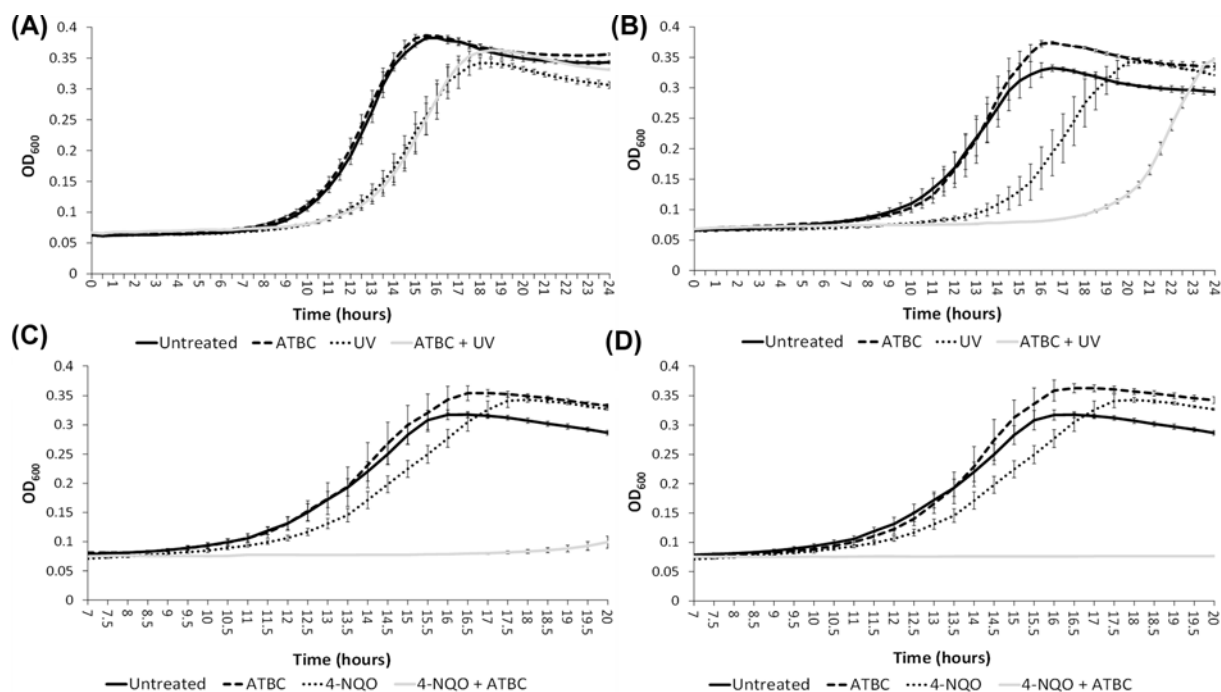 (A)
OD600
0.4
0.35
0.3
0.25
0.2
0.15
0.1
0.05
0
0 1 2 3 4 5 6 7 8 9 10 11 12 13 14 15 16 17 18 19 20 21 22 23 24
Time (hours)
Untreated ATBC UV ATBC + UV
(B)
OD6000
0.4
0.35
0.3
0.25
0.2
0.15
0.1
0.05
0
0 1 2 3 4 5 6 7 8 9 10 11 12 13 14 15 16 17 18 19 20 21 22 23 24
Time (hours)
Untreated ATBC UV ATBC + UV
(C)
OD600
0.4
0.35
0.3
0.25
0.2
0.15
0.1
0.05
0
7 7.5 8 8.5 9 9.5 10 10.5 11 11.5 12 12.5 13 13.5 14 14.5 15 15.5 16 16.5 17 17.5 18 18.5 19 19.5 20
Time (hours)
Untreated ATBC 4-NQO 4-NQO + ATBC
(D)
OD600
0.4
0.35
0.3
0.25
0.2
0.15
0.1
0.05
0
7 7.5 8 8.5 9 9.5 10 10.5 11 11.5 12 12.5 13 13.5 14 14.5 15 15.5 16 16.5 17 17.5 18 18.5 19 19.5 20
Time (hours)
Untreated ATBC 4-NQO 4-NQO + ATBC